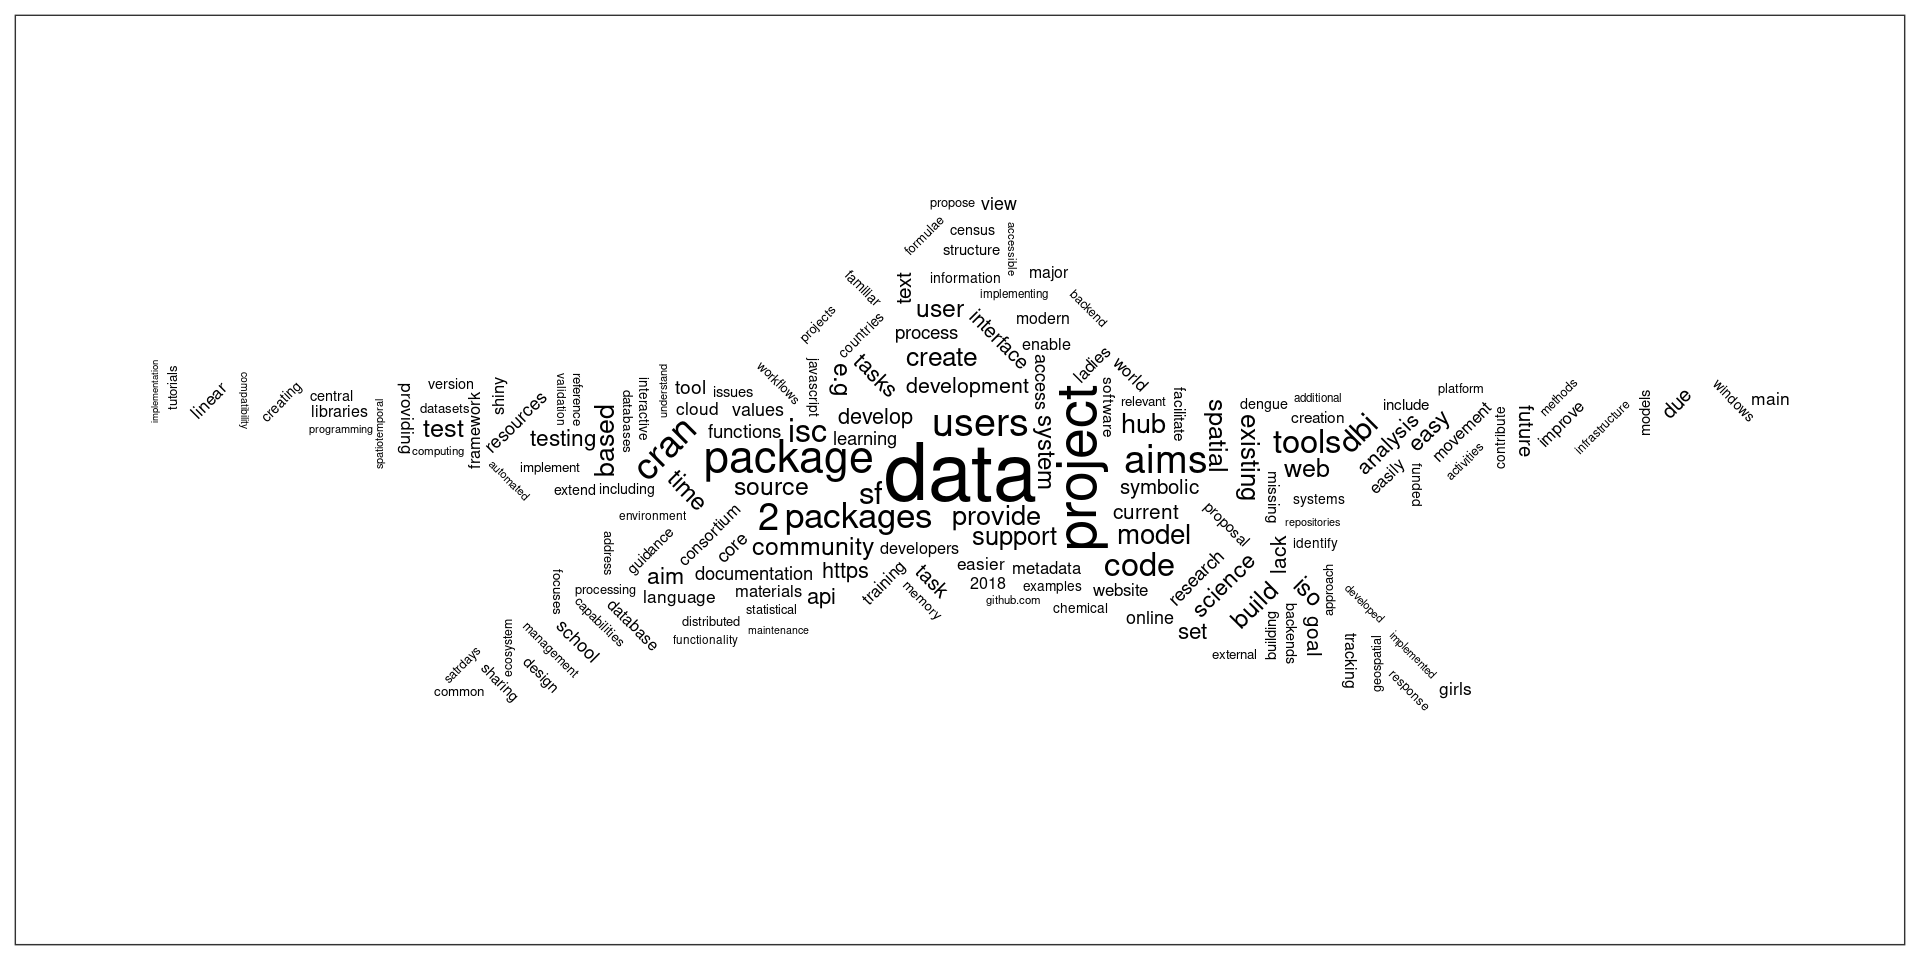 propose
view
formulae
census
accessible
structure
familiar
text
information
major
implementing
backend
projects
user
interface
modern
countries
process
enable
ladies
world
workflows
javascript
e.g
tasks
create
access
development
software
relevant
facilitate
implementation
tutorials
linear
compatibility
creating
central
libraries
programming
spatiotemporal
providing
version
datasets
test
computing
framework
shiny
resources
automated
validation
reference
testing
implement
based
databases
interactive
understand
tool
issues
cloud
values
functions
cran
isc
develop
learning
users
system
project
hub
spatial
dengue
additional
creation
existing
tools
dbi
include
platform
analysis
easy
movement
activities
easily
funded
contribute
future
methods
improve
infrastructure
models
due
windows
main
package
data
aims
web
missing
systems
extend
including
time
source
sf
symbolic
environment
2
packages
provide
current
proposal
repositories
address
guidance
consortium
core
community
developers
support
model
lack
identify
focuses
processing
aim
documentation
https
training
task
easier
metadata
code
research
science
iso
approach
developed
capabilities
database
language
materials
api
memory
2018
examples
website
github.com
statistical
chemical
build
goal
ecosystem
management
school
distributed
functionality
maintenance
online
set
building
backends
tracking
geospatial
implemented
satrdays
sharing
design
common
external
response
girls